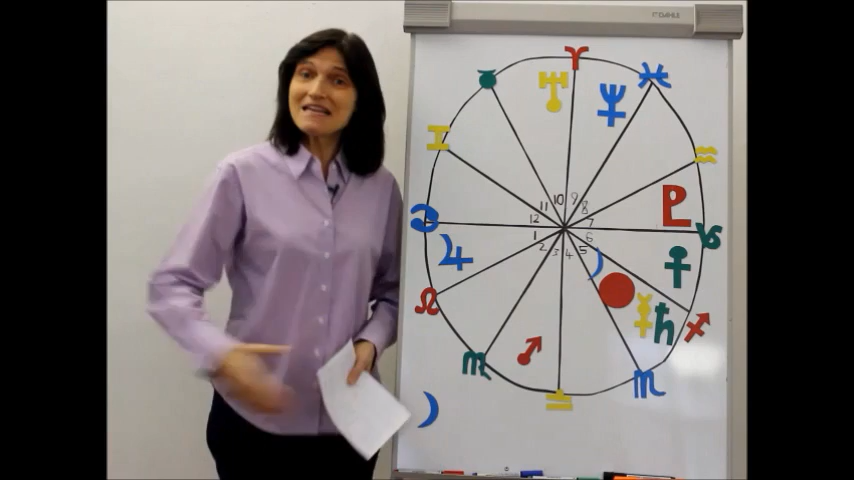 10 9
11 8
12 7
1 6
2 3 4 5
♈
♉ ♅ ♆ ♓
♊ ♒
♋ ♇ ♑
♃
♌ ☿ ♄ ♐
♍ ♂ ♏
♎